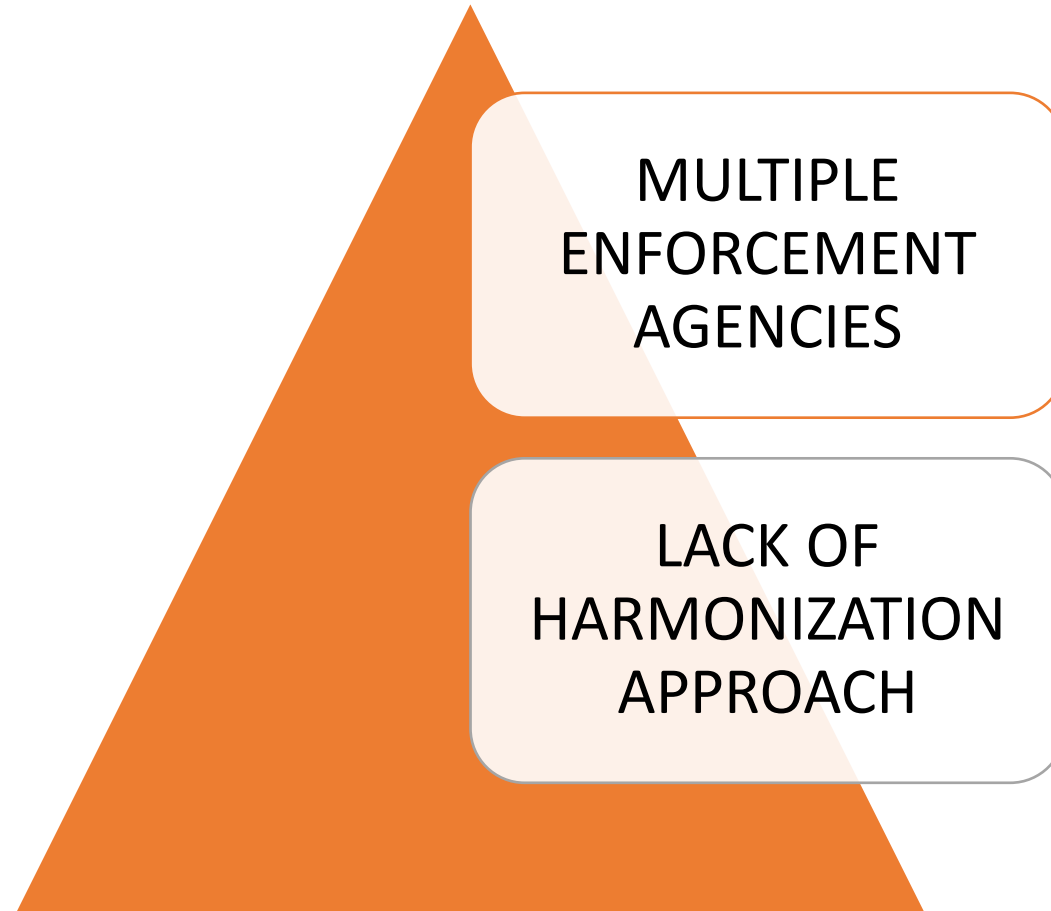 MULTIPLE
ENFORCEMENT
AGENCIES
LACK OF
HARMONIZATION
APPROACH